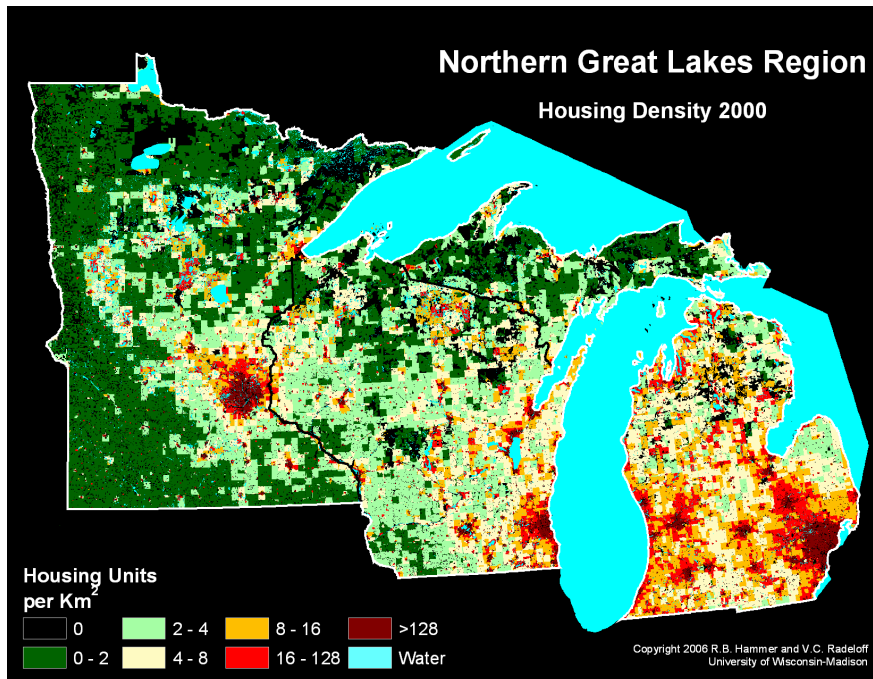 Northern Great Lakes Region
Housing Density 2000
Housing Units
per Km2
0
2 - 4
8 - 16
>128
0 - 2
4 - 8
16 - 128
Water
Copyright 2006 R.B. Hammer and V.C. Radeloff
University of Wisconsin-Madison